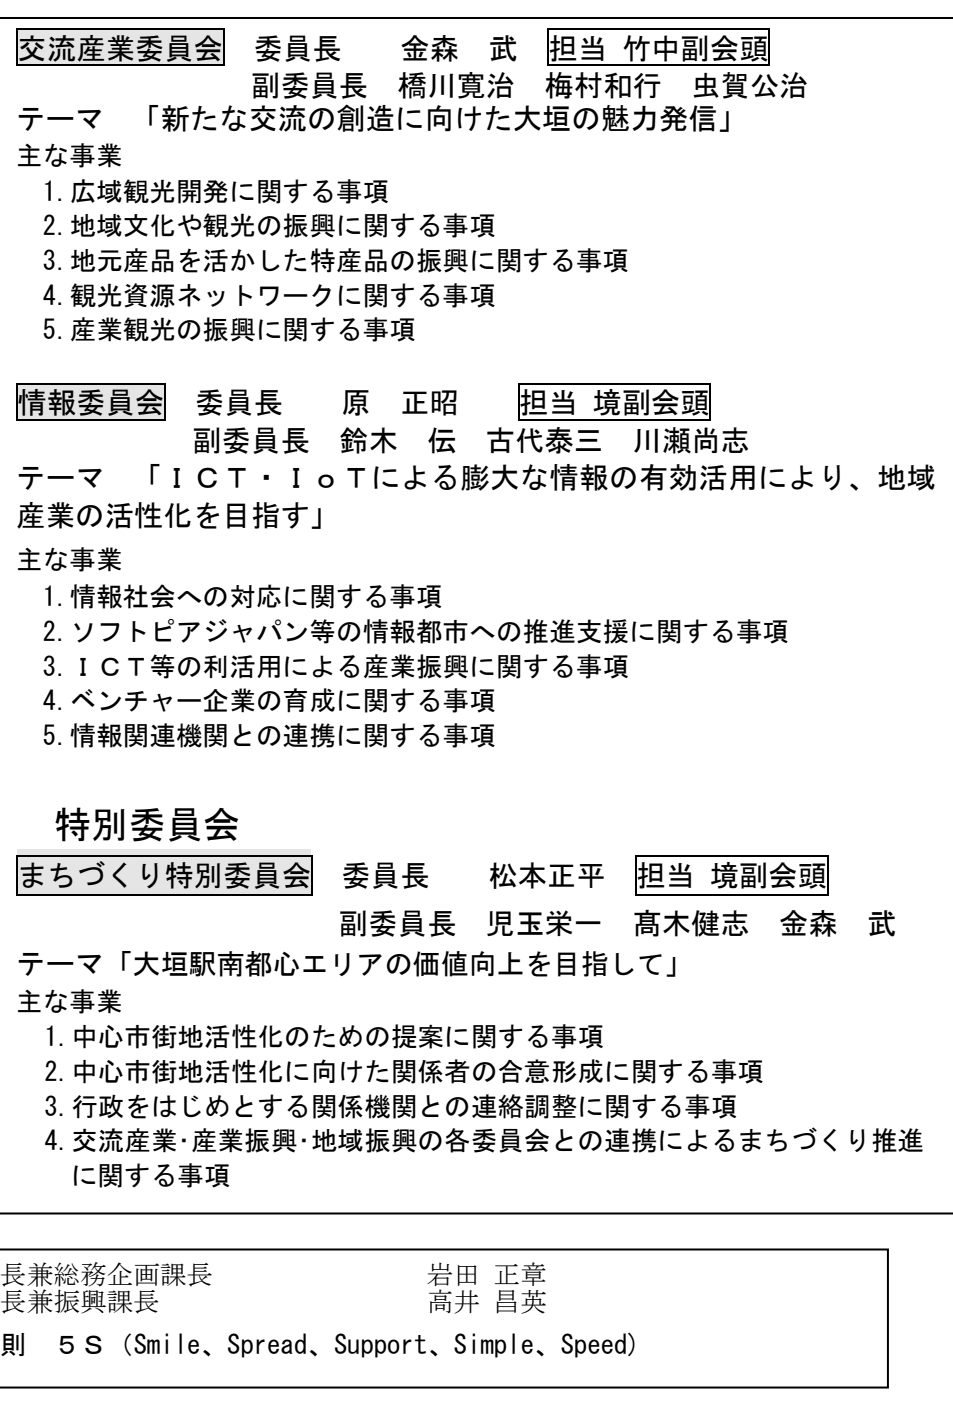 交流産業委員会　委員長　　金森　武　担当 竹中副会頭
副委員長　橋川寛治　梅村和行　虫賀公治
テーマ　「新たな交流の創造に向けた大垣の魅力発信」
主な事業
1.広域観光開発に関する事項
2.地域文化や観光の振興に関する事項
3.地元産品を活かした特産品の振興に関する事項
4.観光資源ネットワークに関する事項
5.産業観光の振興に関する事項
情報委員会　委員長　　原　正昭　　担当 境副会頭
副委員長　鈴木　伝　古代泰三　川瀬尚志
テーマ　「ＩＣＴ・ＩｏＴによる膨大な情報の有効活用により、地域
産業の活性化を目指す」
主な事業
1.情報社会への対応に関する事項
2.ソフトピアジャパン等の情報都市への推進支援に関する事項
3.ＩＣＴ等の利活用による産業振興に関する事項
4.ベンチャー企業の育成に関する事項
5.情報関連機関との連携に関する事項
特別委員会
まちづくり特別委員会　委員長　　松本正平　担当 境副会頭
副委員長　児玉栄一　髙木健志　金森　武
テーマ「大垣駅南都心エリアの価値向上を目指して」
主な事業
1.中心市街地活性化のための提案に関する事項
2.中心市街地活性化に向けた関係者の合意形成に関する事項
3.行政をはじめとする関係機関との連絡調整に関する事項
4.交流産業･産業振興･地域振興の各委員会との連携によるまちづくり推進
に関する事項
長兼総務企画課長　　岩田 正章
長兼振興課長　　高井 昌英
則　５Ｓ（Smile、Spread、Support、Simple、Speed）